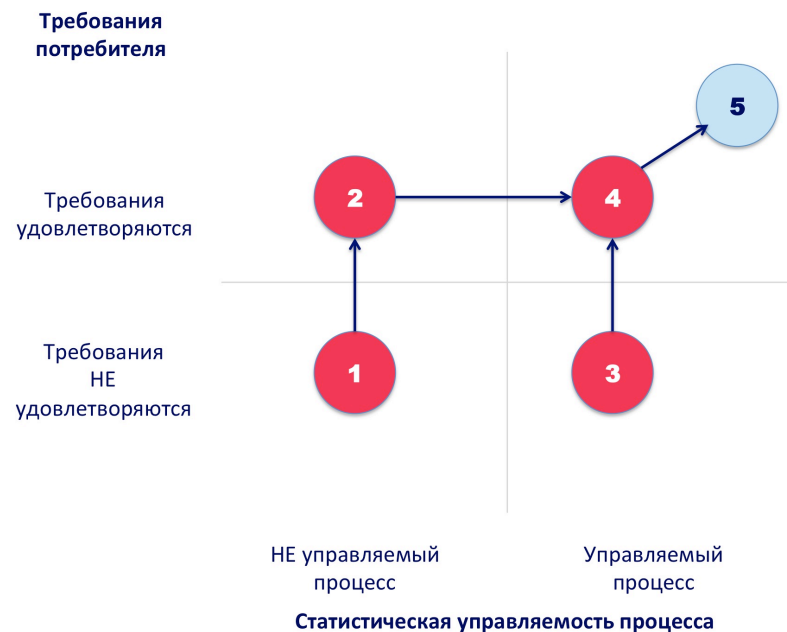 Требования
потребителя
5
2
4
Требования
удовлетворяются
Требования
НЕ
удовлетворяются
1
3
НЕ управляемый
процесс
Управляемый
процесс
Статистическая управляемость процесса